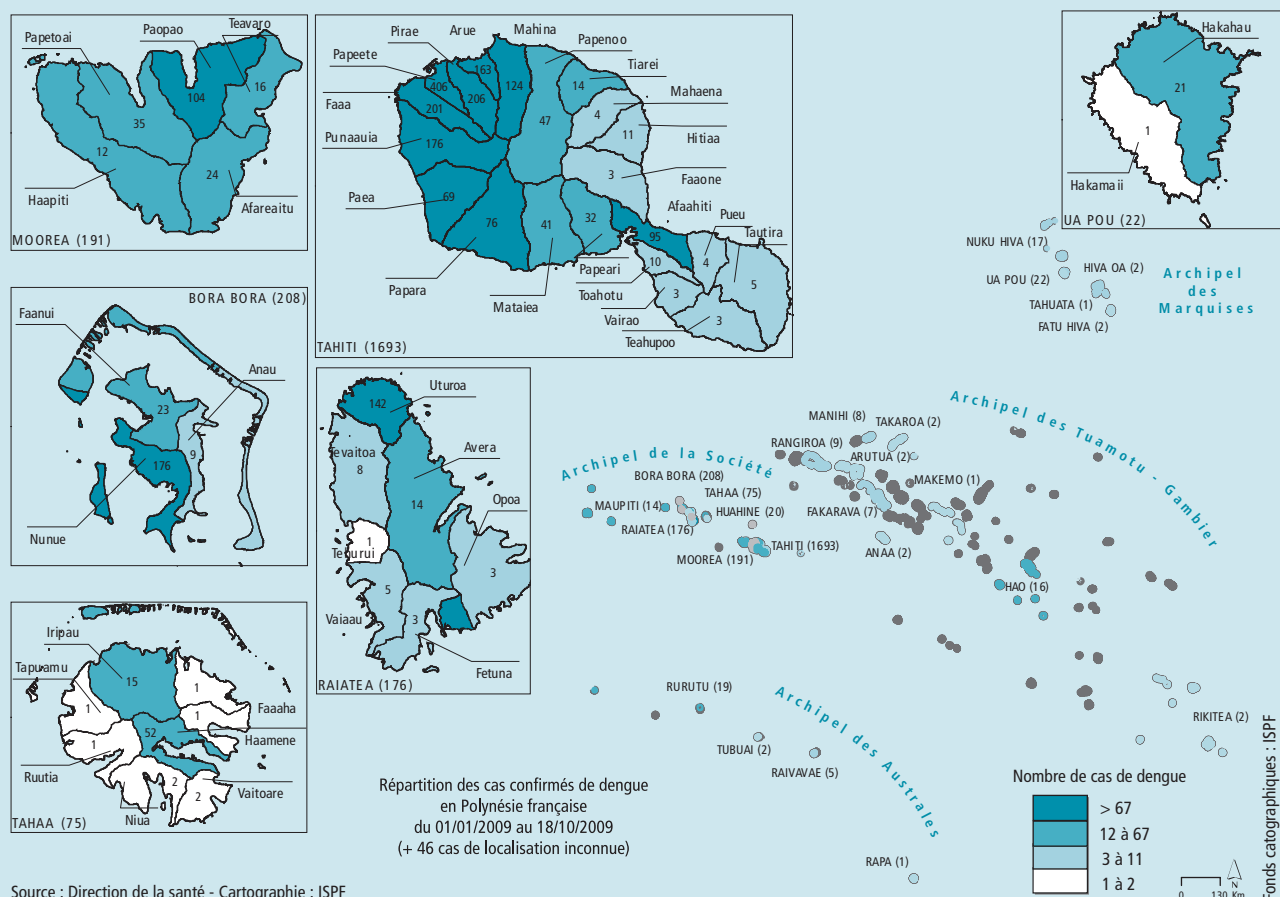 Teavaro
Paopao
Papetoai
16
104
35
12
24
Haapiti
Afareaitu
MOOREA (191)
Mahina
Arue
Pirae
Papenoo
Papeete
Tiarei
Faaa
Mahaena
Punaauia
Hitiaa
163
406
124
14
206
201
4
47
11
176
3
Faaone
Paea
69
Afaahiti
76
41
32
Pueu
95
Tautira
10
4
5
Papeari
Papara
Toahotu
3
Mataiea
Vairao
3
Teahupoo
TAHITI (1693)
Hakahau
21
1
Hakamaii
UA POU (22)
NUKU HIVA (17)
HIVA OA (2)
UA POU (22)
TAHUATA (1)
FATU HIVA (2)
Archipel
des
Marquises
BORA BORA (208)
Faanui
Anau
23
9
176
Nunue
142
Uturoa
Tevaitoa
8
Avera
14
Opoa
1
Tehurui
3
5
Vaiaau
3
Fetuna
RAIATEA (176)
Iripau
Tapuamu
15
1
1
Faaaha
1
52
1
Haamene
Ruutia
2
2
Vaitoare
Niua
TAHAA (75)
Archipel des Tuamotu - Gambier
MANIHI (8)
TAKAROA (2)
RANGIROA (9)
ARUTUA (2)
MAKEMO (1)
FAKARAVA (7)
ANAA (2)
HAO (16)
Archipel de la Société
BORA BORA (208)
TAHAA (75)
MAUPITI (14)
HUAHINE (20)
RAIATEA (176)
TAHITI (1693)
MOOREA (191)
RURUTU (19)
Archipel des Australes
TUBUAI (2)
RAIVAVAE (5)
RIKITEA (2)
RAPA (1)
Répartition des cas confirmés de dengue
en Polynésie française
du 01/01/2009 au 18/10/2009
(+ 46 cas de localisation inconnue)
Nombre de cas de dengue
> 67
12 à 67
3 à 11
1 à 2
N
0 130 Km
Fonds catographiques : ISPF
Source : Direction de la santé - Cartographie : ISPF